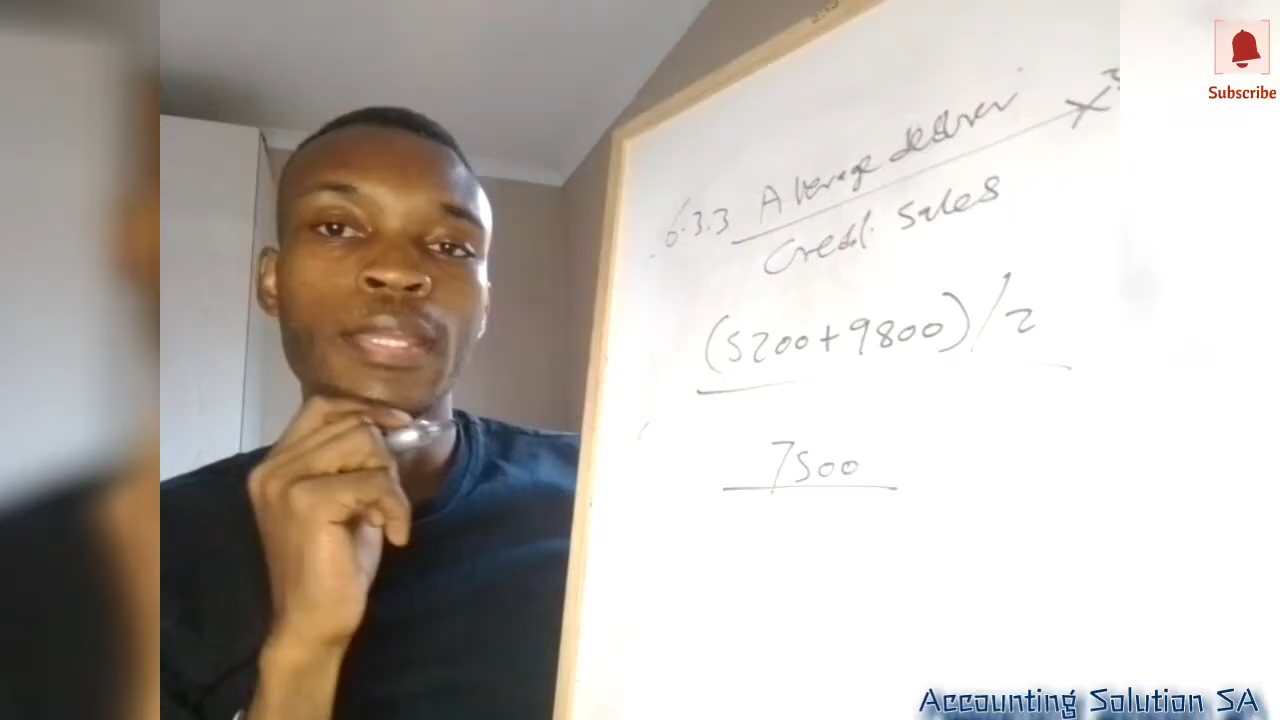 Subscribe
6.3.3 Average debtors X
Credit Sales
(5200+9800)/2
7500
Accounting Solution SA